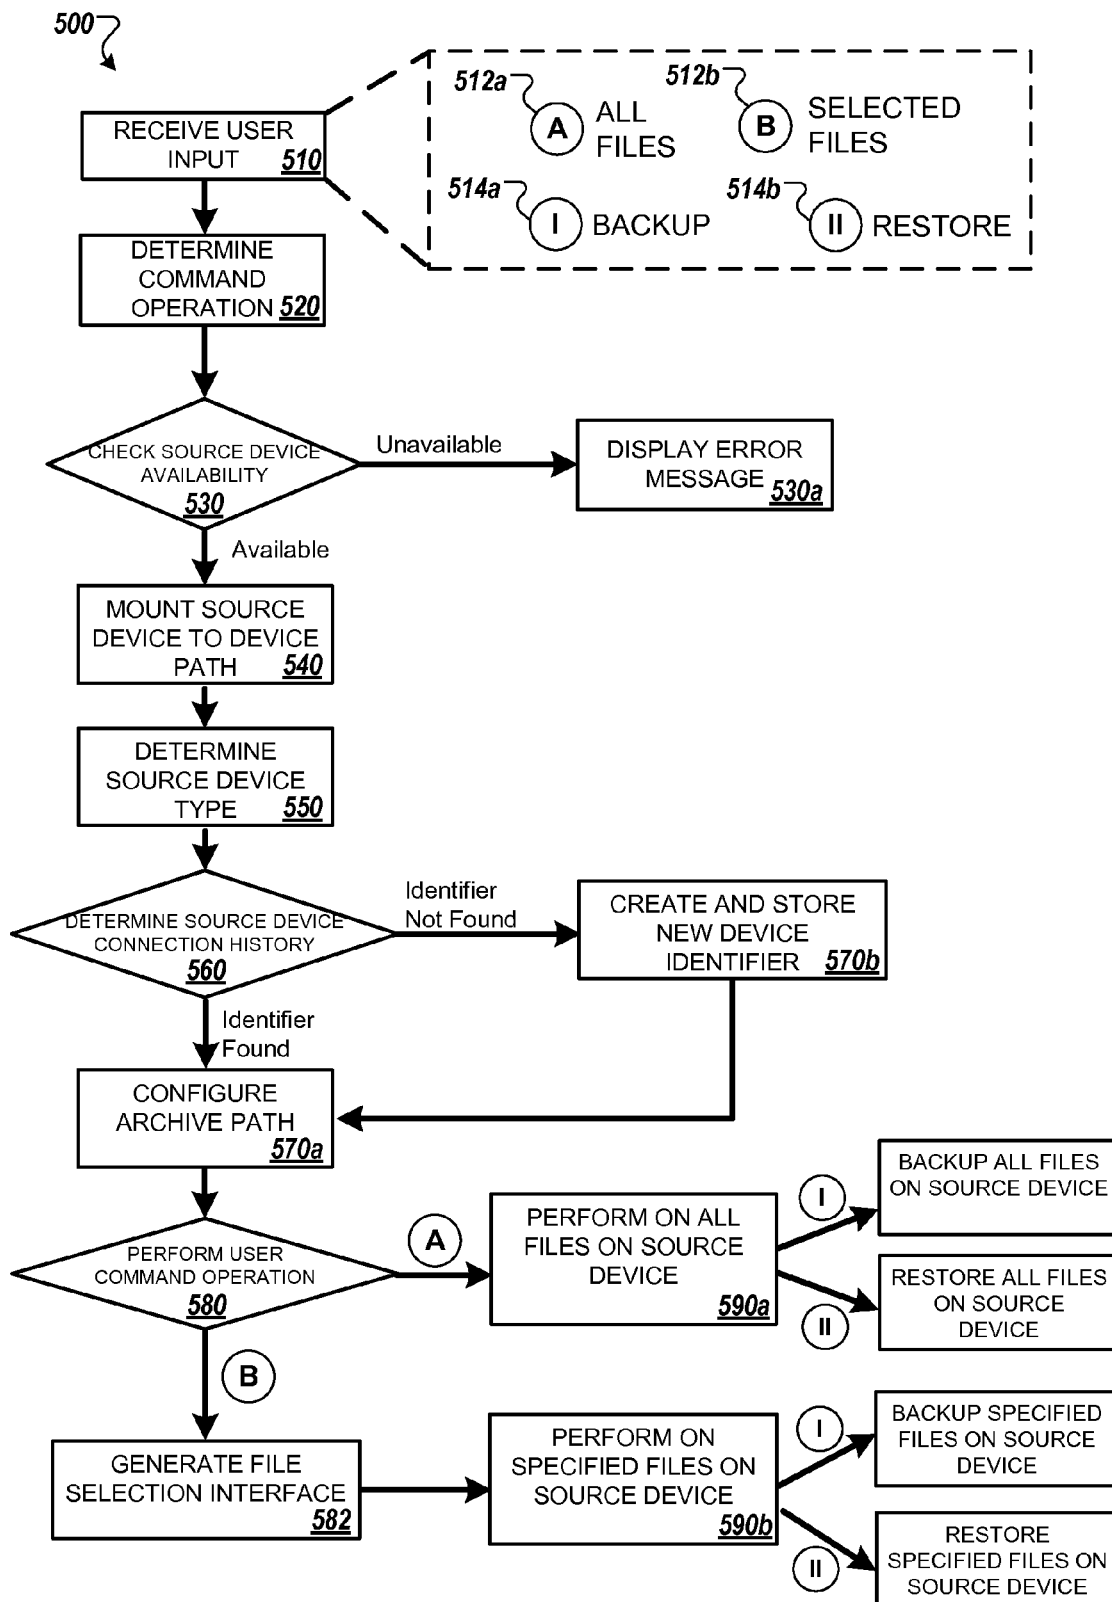 500
RECEIVE USER
INPUT 510
512a
A ALL
FILES
512b
B SELECTED
FILES
514a
I BACKUP
514b
II RESTORE
DETERMINE
COMMAND
OPERATION 520
CHECK SOURCE DEVICE
AVAILABILITY
530
Unavailable
DISPLAY ERROR
MESSAGE 530a
Available
MOUNT SOURCE
DEVICE TO DEVICE
PATH 540
DETERMINE
SOURCE DEVICE
TYPE 550
DETERMINE SOURCE DEVICE
CONNECTION HISTORY
560
Identifier
Not Found
CREATE AND STORE
NEW DEVICE
IDENTIFIER 570b
Identifier
Found
CONFIGURE
ARCHIVE PATH
570a
PERFORM USER
COMMAND OPERATION
580
A
PERFORM ON ALL
FILES ON SOURCE
DEVICE
590a
I
BACKUP ALL FILES
ON SOURCE DEVICE
II
RESTORE ALL FILES
ON SOURCE
DEVICE
B
GENERATE FILE
SELECTION INTERFACE
582
PERFORM ON
SPECIFIED FILES ON
SOURCE DEVICE
590b
I
BACKUP SPECIFIED
FILES ON SOURCE
DEVICE
II
RESTORE
SPECIFIED FILES ON
SOURCE DEVICE